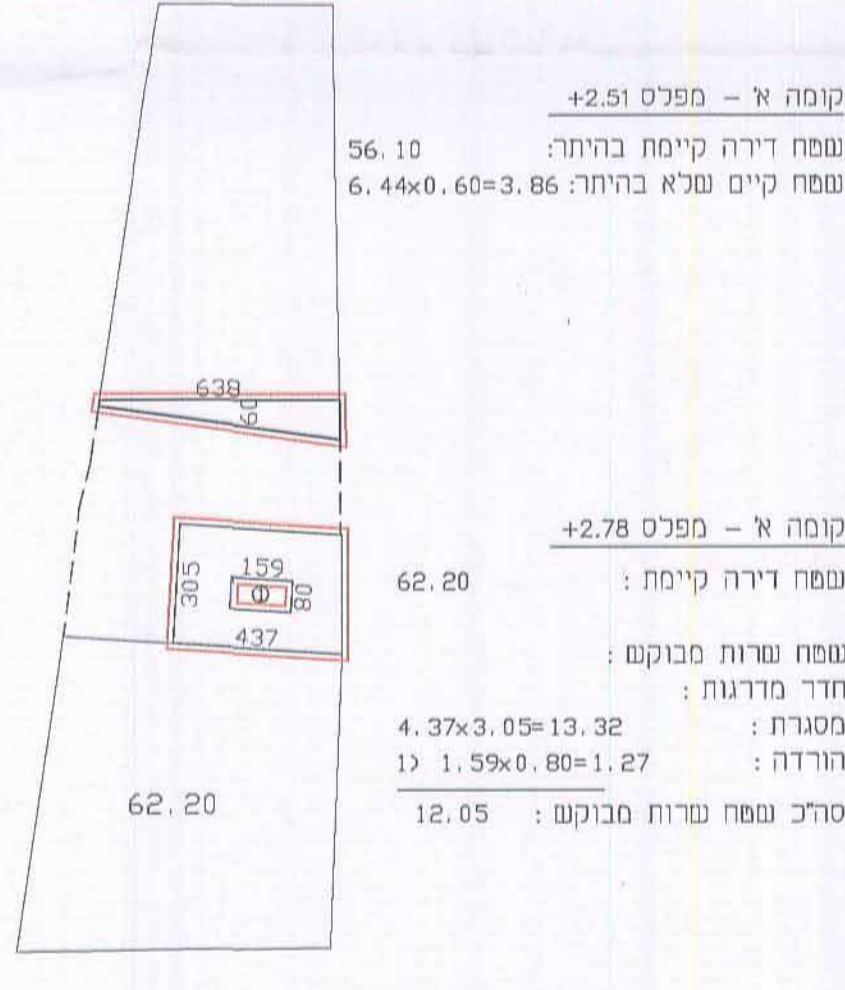 קומה א' – מפלס 2.51+
שטח דירה קיימת בהיתר: 56.10
שטח קיים שלא בהיתר: 6.44x0.60=3.86
638
60
קומה א' – מפלס 2.78+
שטח דירה קיימת : 62.20
305
159
①
80
437
שטח שרות מבוקש :
חדר מדרגות :
מסגרת : 4.37x3.05=13.32
הורדה : 1) 1.59x0.80=1.27
סה"כ שטח שרות מבוקש : 12.05
62.20